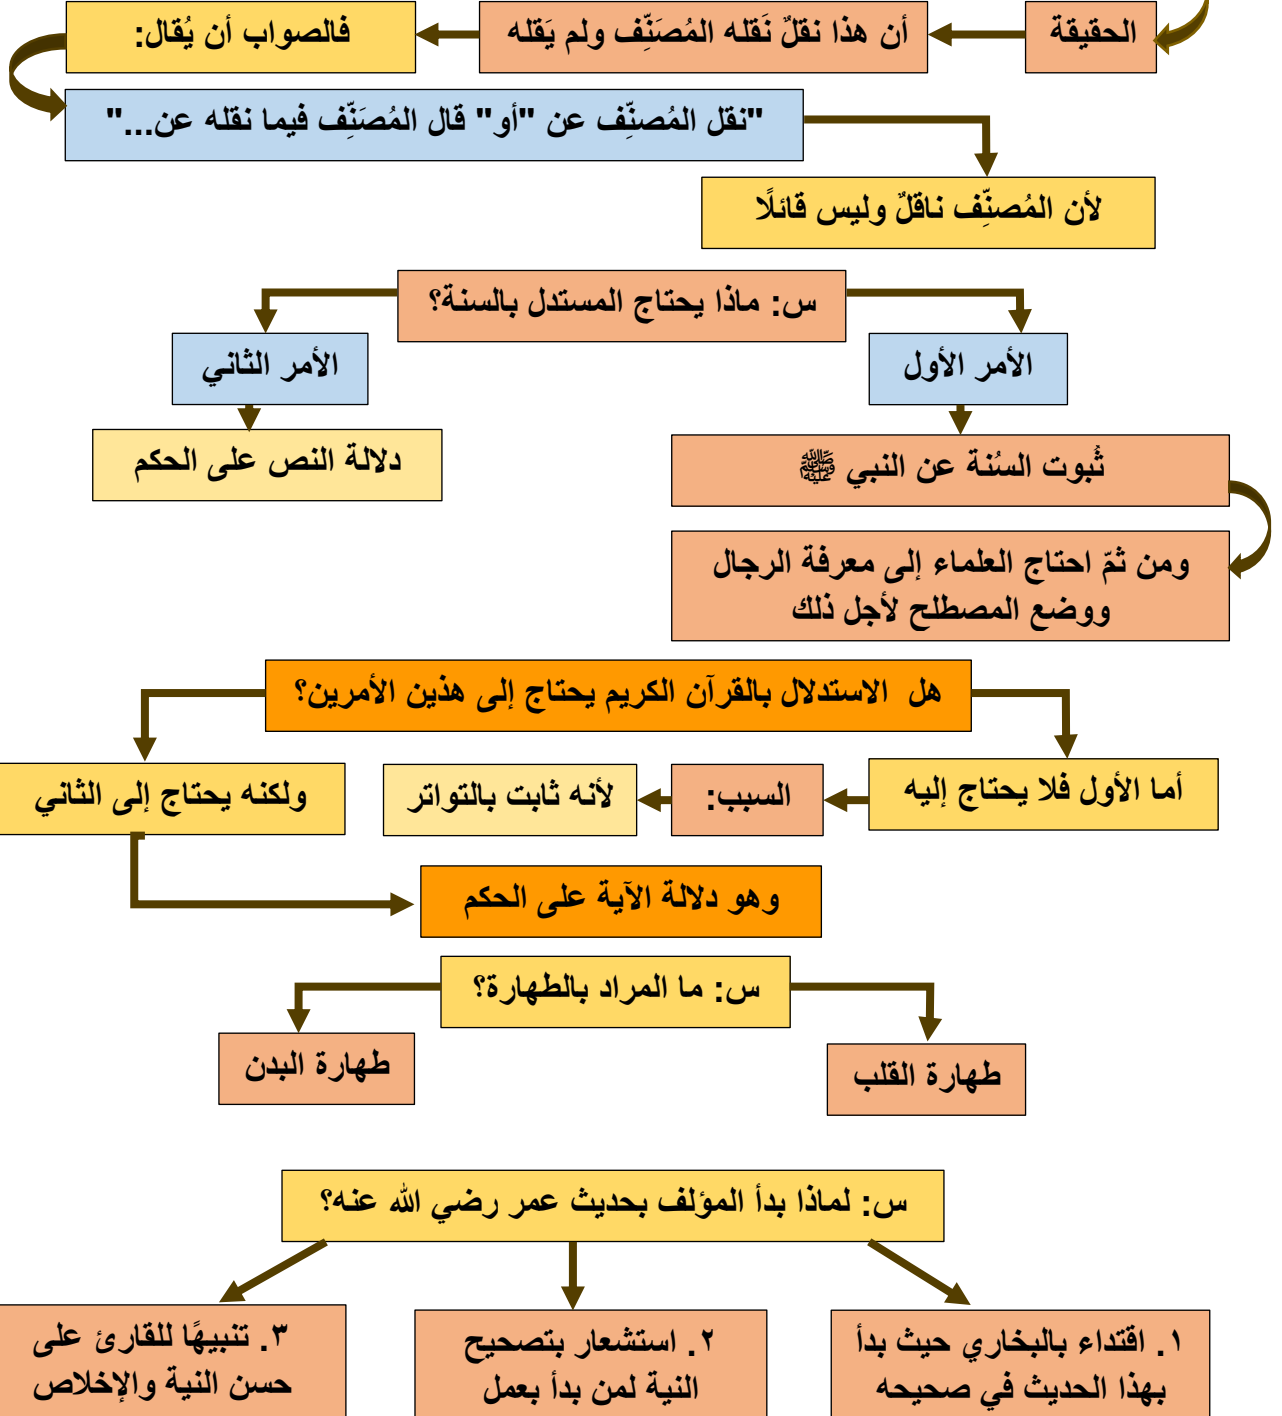 الحقيقة
أن هذا نقلٌ نَقله المُصَنِّف ولم يَقله
فالصواب أن يُقال:
"نقل المُصنِّف عن "أو" قال المُصَنِّف فيما نقله عن..."
لأن المُصنِّف ناقلٌ وليس قائلًا
س: ماذا يحتاج المستدل بالسنة؟
الأمر الأول
الأمر الثاني
ثُبوت السُنة عن النبي ﷺ
دلالة النص على الحكم
ومن ثمّ احتاج العلماء إلى معرفة الرجال
ووضع المصطلح لأجل ذلك
هل الاستدلال بالقرآن الكريم يحتاج إلى هذين الأمرين؟
أما الأول فلا يحتاج إليه
السبب:
لأنه ثابت بالتواتر
ولكنه يحتاج إلى الثاني
وهو دلالة الآية على الحكم
س: ما المراد بالطهارة؟
طهارة القلب
طهارة البدن
س: لماذا بدأ المؤلف بحديث عمر رضي الله عنه؟
١. اقتداء بالبخاري حيث بدأ
بهذا الحديث في صحيحه
٢. استشعار بتصحيح
النية لمن بدأ بعمل
٣. تنبيهًا للقارئ على
حسن النية والإخلاص